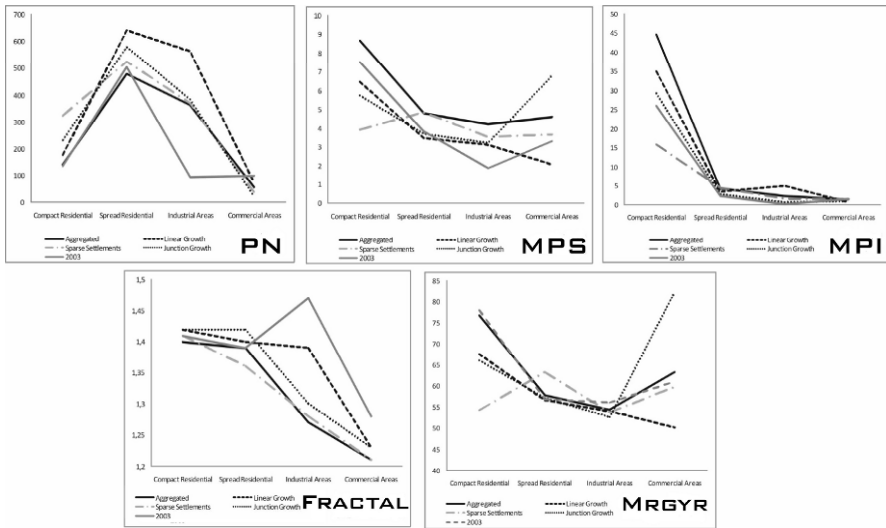 700
600
500
400
300
200
100
0
Compact Residential Spread Residential Industrial Areas Commercial Areas
Aggregated Linear Growth
Sparse Settlements Junction Growth
2003
PN
10
9
8
7
6
5
4
3
2
1
0
Compact Residential Spread Residential Industrial Areas Commercial Areas
Aggregated Linear Growth
Sparse Settlements Junction Growth
2003
MPS
50
45
40
35
30
25
20
15
10
5
0
Compact Residential Spread Residential Industrial Areas Commercial Areas
Aggregated Linear Growth
Sparse Settlements Junction Growth
2003
MPI
1,5
1,45
1,4
1,35
1,3
1,25
1,2
Compact Residential Spread Residential Industrial Areas Commercial Areas
Aggregated Linear Growth
Sparse Settlements Junction Growth
2003
FRACTAL
85
80
75
70
65
60
55
50
45
40
Compact Residential Spread Residential Industrial Areas Commercial Areas
Aggregated Linear Growth
Sparse Settlements Junction Growth
2003
MRGYR